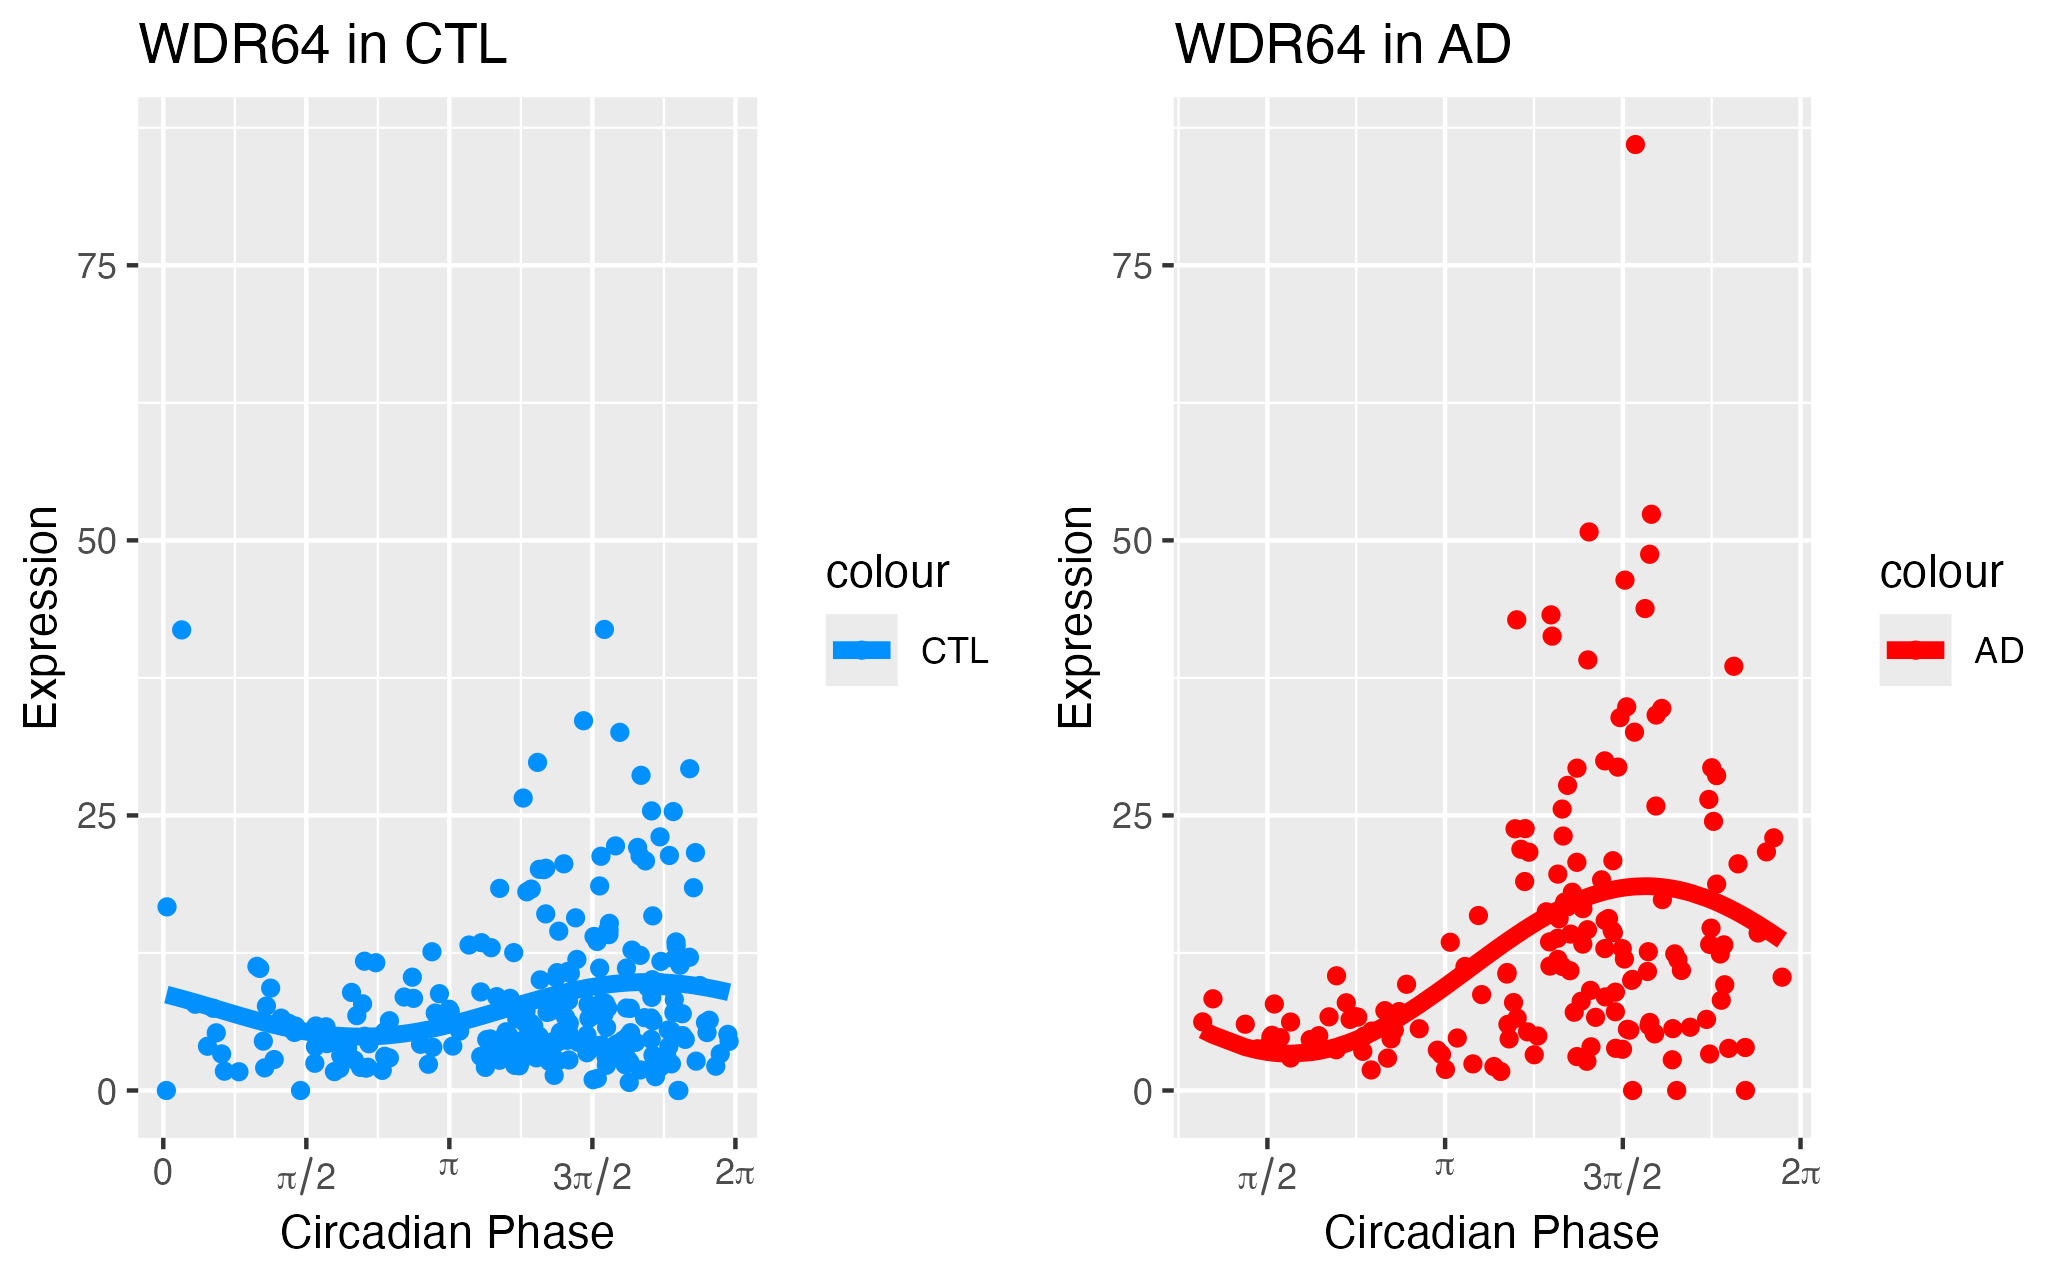 WDR64 in CTL
Expression
75
50
25
0
0 π/2 π 3π/2 2π
Circadian Phase
colour
CTL
WDR64 in AD
Expression
75
50
25
0
π/2 π 3π/2 2π
Circadian Phase
colour
AD